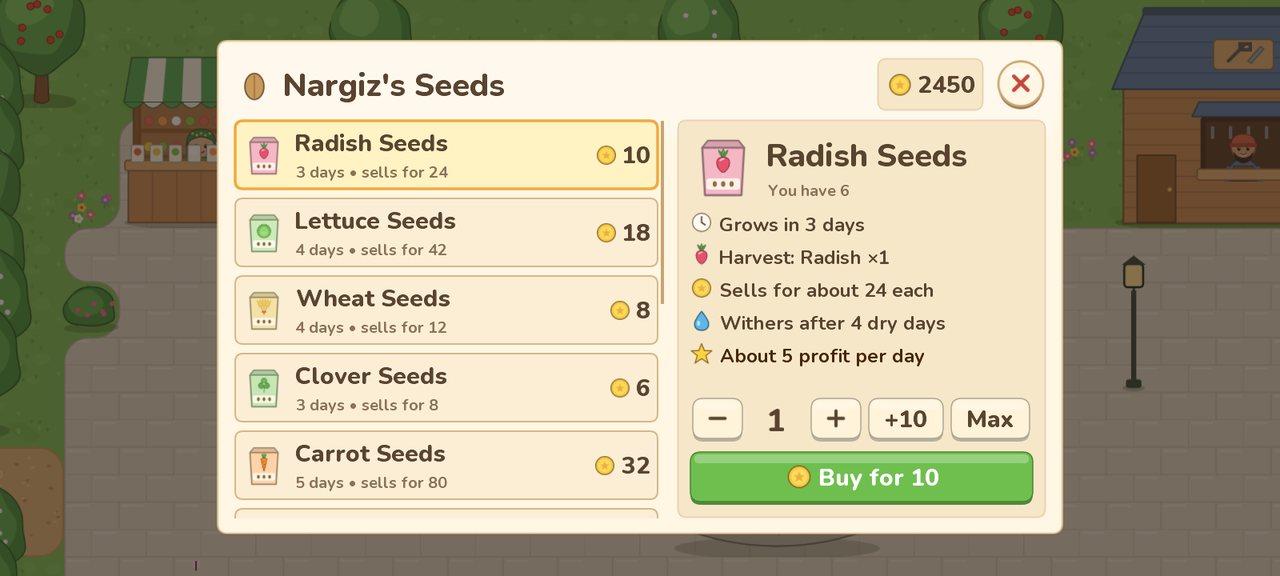 Nargiz's Seeds
2450
Radish Seeds
3 days • sells for 24
10
Lettuce Seeds
4 days • sells for 42
18
Wheat Seeds
4 days • sells for 12
8
Clover Seeds
3 days • sells for 8
6
Carrot Seeds
5 days • sells for 80
32
Radish Seeds
You have 6
Grows in 3 days
Harvest: Radish ×1
Sells for about 24 each
Withers after 4 dry days
About 5 profit per day
− 1 + +10 Max
Buy for 10